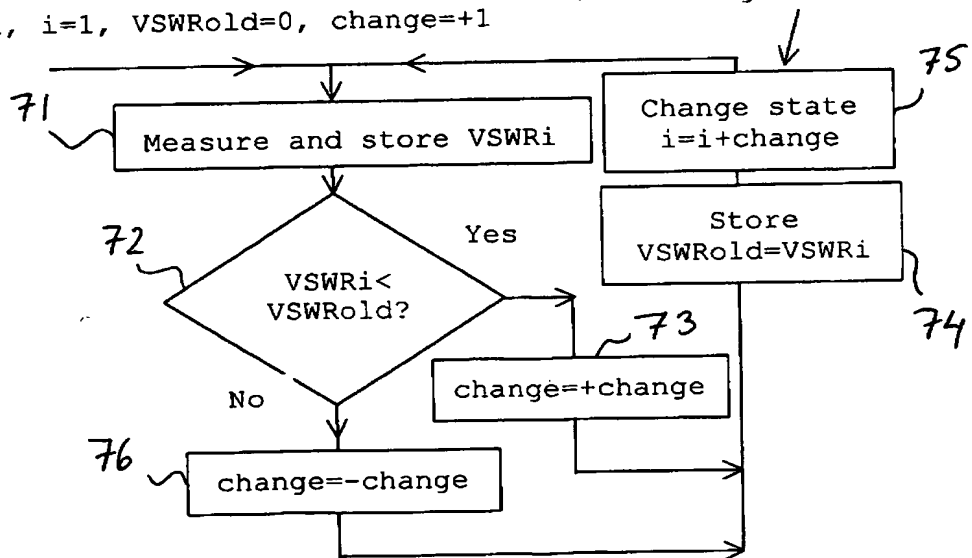 i=1, VSWRold=0, change=+1
75
71
Change state
i=i+change
Measure and store VSWRi
Store
VSWRold=VSWRi
72
Yes
VSWRi<
VSWRold?
74
73
No
change=+change
76
change=-change